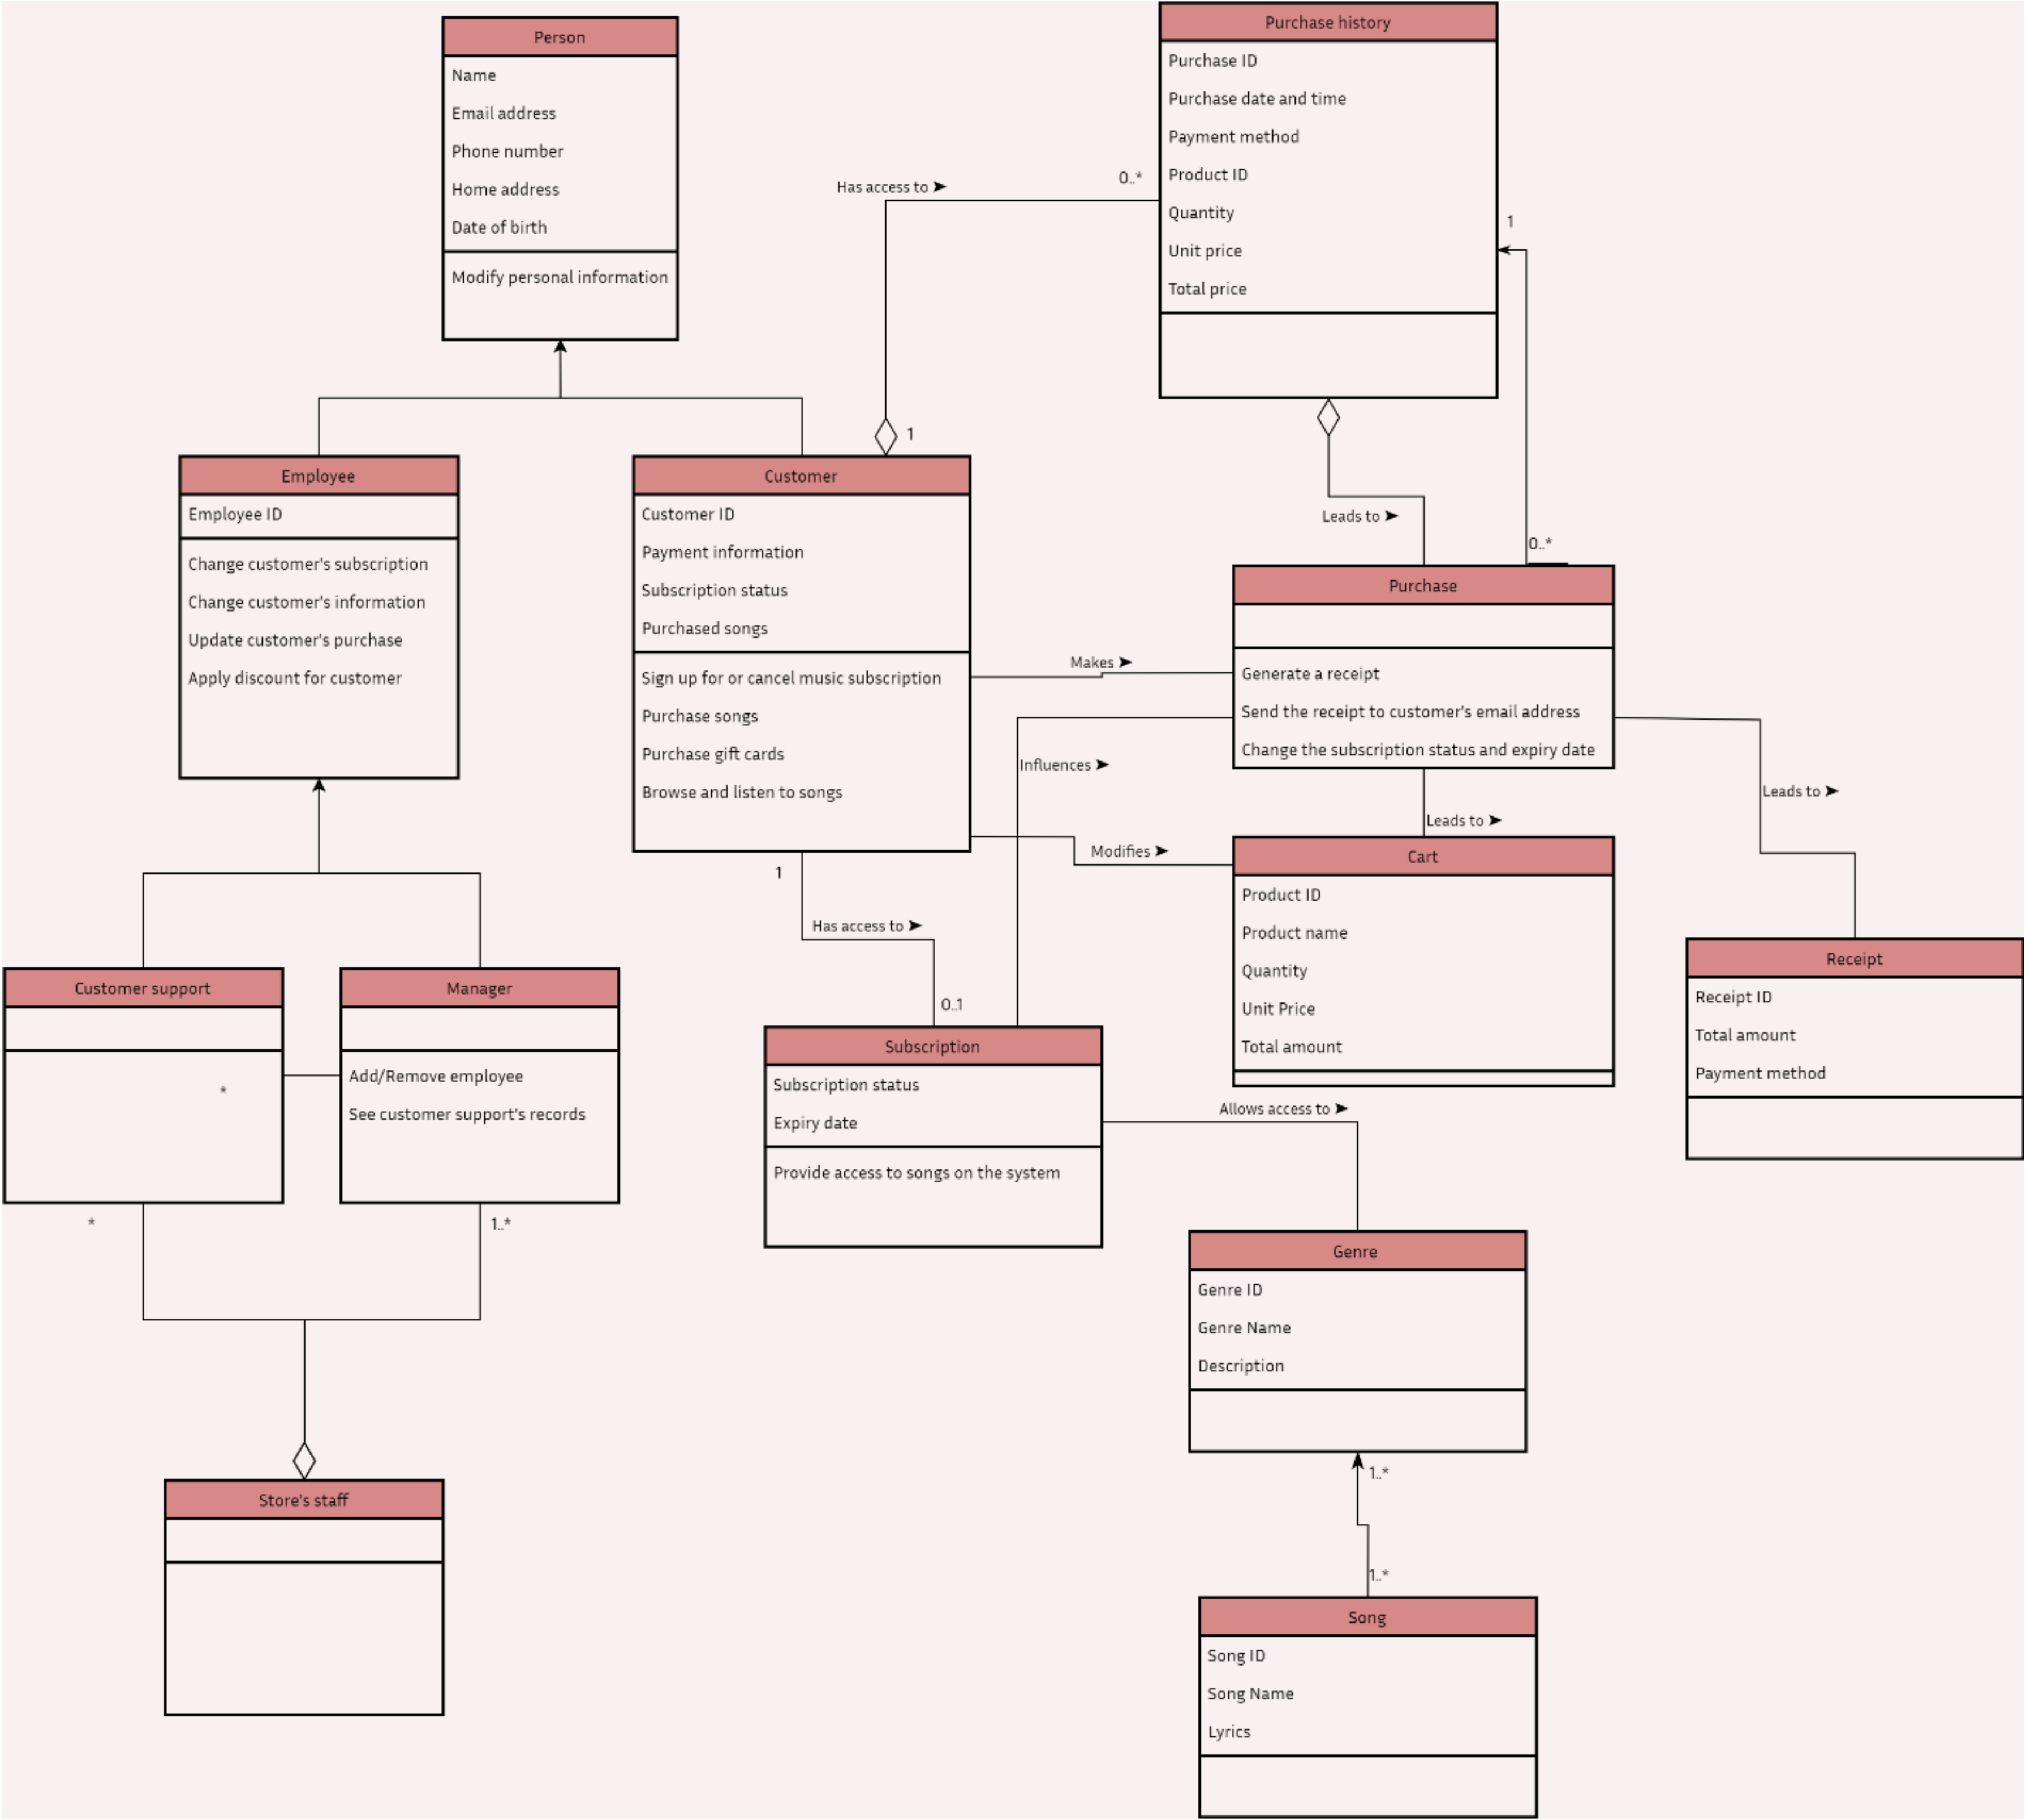 Person
Name
Email address
Phone number
Home address
Date of birth
Modify personal information
Purchase history
Purchase ID
Purchase date and time
Payment method
Product ID
Quantity
Unit price
Total price
Has access to ➤
0..*
1
1
Leads to ➤
0..*
Employee
Employee ID
Change customer's subscription
Change customer's information
Update customer's purchase
Apply discount for customer
Customer
Customer ID
Payment information
Subscription status
Purchased songs
Sign up for or cancel music subscription
Purchase songs
Purchase gift cards
Browse and listen to songs
Purchase
Generate a receipt
Send the receipt to customer's email address
Change the subscription status and expiry date
Makes ➤
Influences ➤
Modifies ➤
Leads to ➤
Leads to ➤
1
Has access to ➤
0..1
Cart
Product ID
Product name
Quantity
Unit Price
Total amount
Receipt
Receipt ID
Total amount
Payment method
Customer support
*
Manager
Add/Remove employee
See customer support's records
*
1..*
Subscription
Subscription status
Expiry date
Provide access to songs on the system
Allows access to ➤
Genre
Genre ID
Genre Name
Description
1..*
1..*
Store's staff
Song
Song ID
Song Name
Lyrics